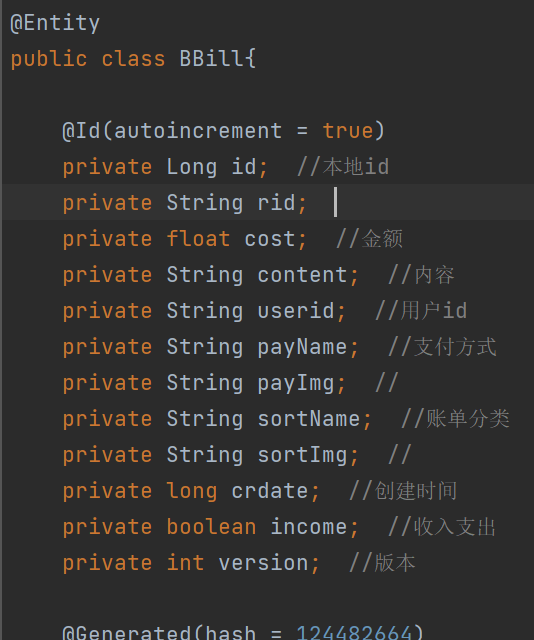 @Entity
public class BBill{
@Id(autoincrement = true)
private Long id;  //本地id
private String rid;
private float cost;  //金额
private String content;  //内容
private String userid;  //用户id
private String payName;  //支付方式
private String payImg;  //
private String sortName;  //账单分类
private String sortImg;  //
private long crdate;  //创建时间
private boolean income;  //收入支出
private int version;  //版本
@Generated(hash = 124482664)